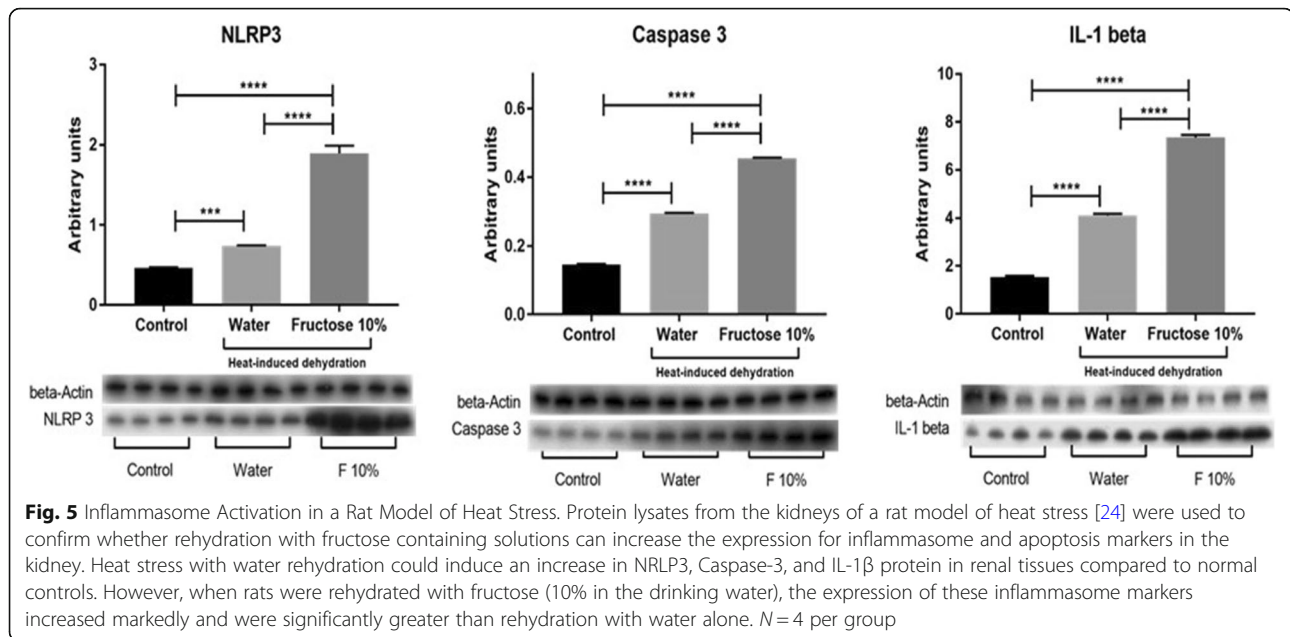 NLRP3
Arbitrary units
3
2
1
0
****
****
***
Control Water Fructose 10%
Heat-induced dehydration
beta-Actin
NLRP 3
Control Water F 10%
Caspase 3
Arbitrary units
0.6
0.4
0.2
0.0
****
****
****
Control Water Fructose 10%
Heat-induced dehydration
beta-Actin
Caspase 3
Control Water F 10%
IL-1 beta
Arbitrary units
10
8
6
4
2
0
****
****
****
Control Water Fructose 10%
Heat-induced dehydration
beta-Actin
IL-1 beta
Control Water F 10%
Fig. 5 Inflammasome Activation in a Rat Model of Heat Stress. Protein lysates from the kidneys of a rat model of heat stress [24] were used to
confirm whether rehydration with fructose containing solutions can increase the expression for inflammasome and apoptosis markers in the
kidney. Heat stress with water rehydration could induce an increase in NRLP3, Caspase-3, and IL-1β protein in renal tissues compared to normal
controls. However, when rats were rehydrated with fructose (10% in the drinking water), the expression of these inflammasome markers
increased markedly and were significantly greater than rehydration with water alone. N = 4 per group